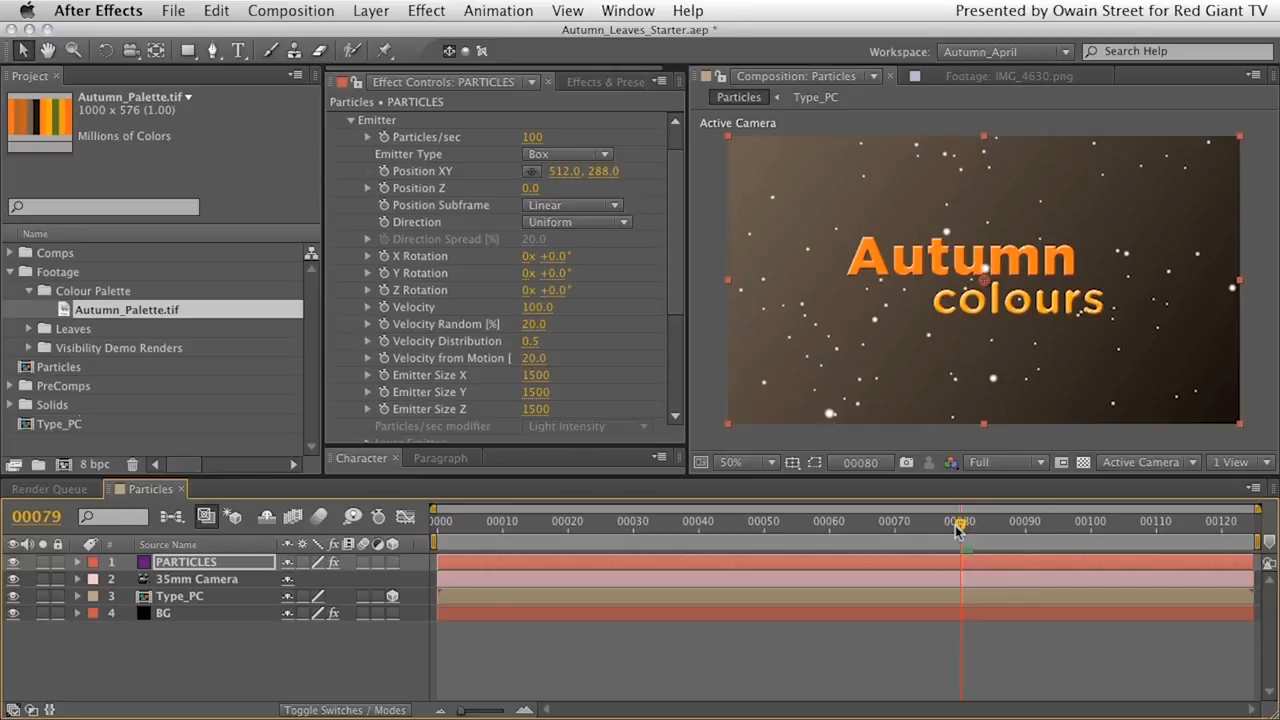 After Effects File Edit Composition Layer Effect Animation View Window Help Presented by Owain Street for Red Giant TV
Autumn_Leaves_Starter.aep *
Workspace: Autumn_April Search Help
Project ×
Autumn_Palette.tif
1000 x 576 (1.00)
Millions of Colors
Name
Comps
Footage
Colour Palette
Autumn_Palette.tif
Leaves
Visibility Demo Renders
Particles
PreComps
Solids
Type_PC
8 bpc
Effect Controls: PARTICLES × Effects & Prese
Particles • PARTICLES
Emitter
Particles/sec 100
Emitter Type Box
Position XY 512.0, 288.0
Position Z 0.0
Position Subframe Linear
Direction Uniform
Direction Spread [%] 20.0
X Rotation 0x +0.0°
Y Rotation 0x +0.0°
Z Rotation 0x +0.0°
Velocity 100.0
Velocity Random [%] 20.0
Velocity Distribution 0.5
Velocity from Motion [ 20.0
Emitter Size X 1500
Emitter Size Y 1500
Emitter Size Z 1500
Particles/sec modifier Light Intensity
Character × Paragraph
Composition: Particles × Footage: IMG_4630.png
Particles Type_PC
Active Camera
Autumn
colours
50% 00080 Full Active Camera 1 View
Render Queue Particles ×
00079
0000 00010 00020 00030 00040 00050 00060 00070 00080 00090 00100 00110 00120
# Source Name fx
1 PARTICLES fx
2 35mm Camera
3 Type_PC
4 BG fx
Toggle Switches / Modes